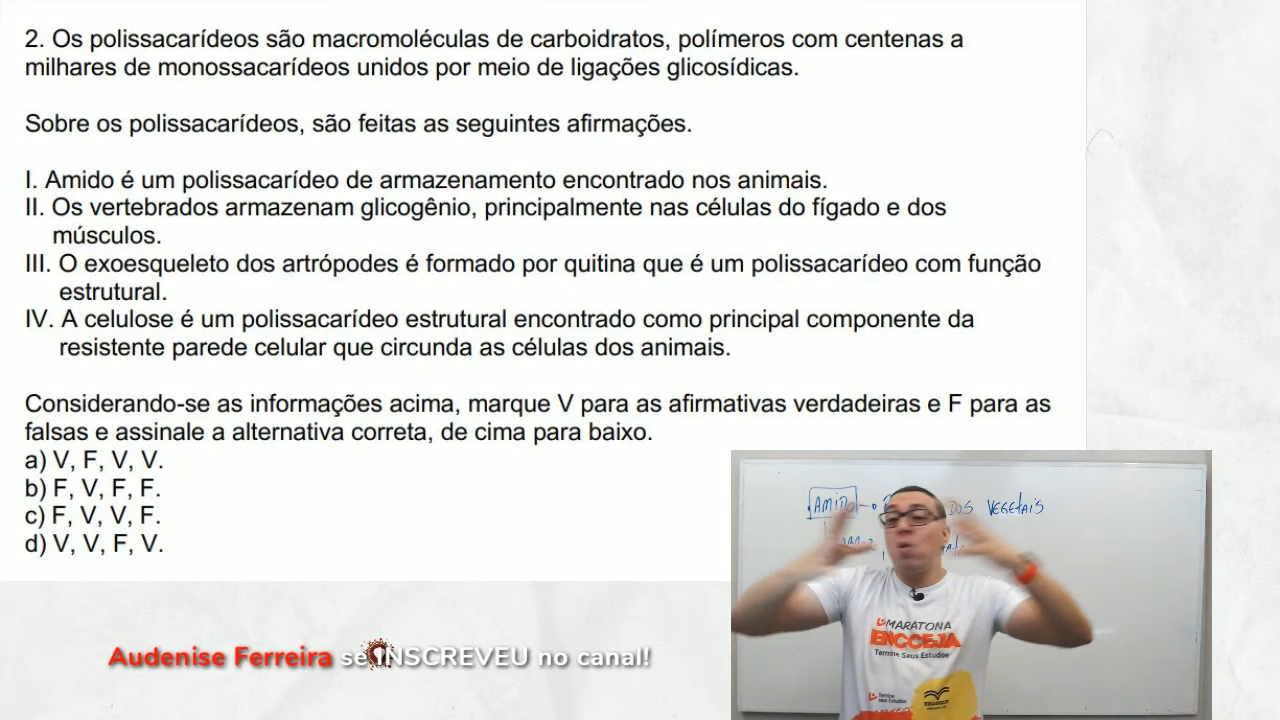 2. Os polissacarídeos são macromoléculas de carboidratos, polímeros com centenas a
milhares de monossacarídeos unidos por meio de ligações glicosídicas.
Sobre os polissacarídeos, são feitas as seguintes afirmações.
I. Amido é um polissacarídeo de armazenamento encontrado nos animais.
II. Os vertebrados armazenam glicogênio, principalmente nas células do fígado e dos
músculos.
III. O exoesqueleto dos artrópodes é formado por quitina que é um polissacarídeo com função
estrutural.
IV. A celulose é um polissacarídeo estrutural encontrado como principal componente da
resistente parede celular que circunda as células dos animais.
Considerando-se as informações acima, marque V para as afirmativas verdadeiras e F para as
falsas e assinale a alternativa correta, de cima para baixo.
a) V, F, V, V.
b) F, V, F, F.
c) F, V, V, F.
d) V, V, F, V.
AMIDO DOS VEGETAIS
MARATONA
ENCCEJA
Termine Seus Estudos
Termine
seus Estudos
Audenise Ferreira se INSCREVEU no canal!